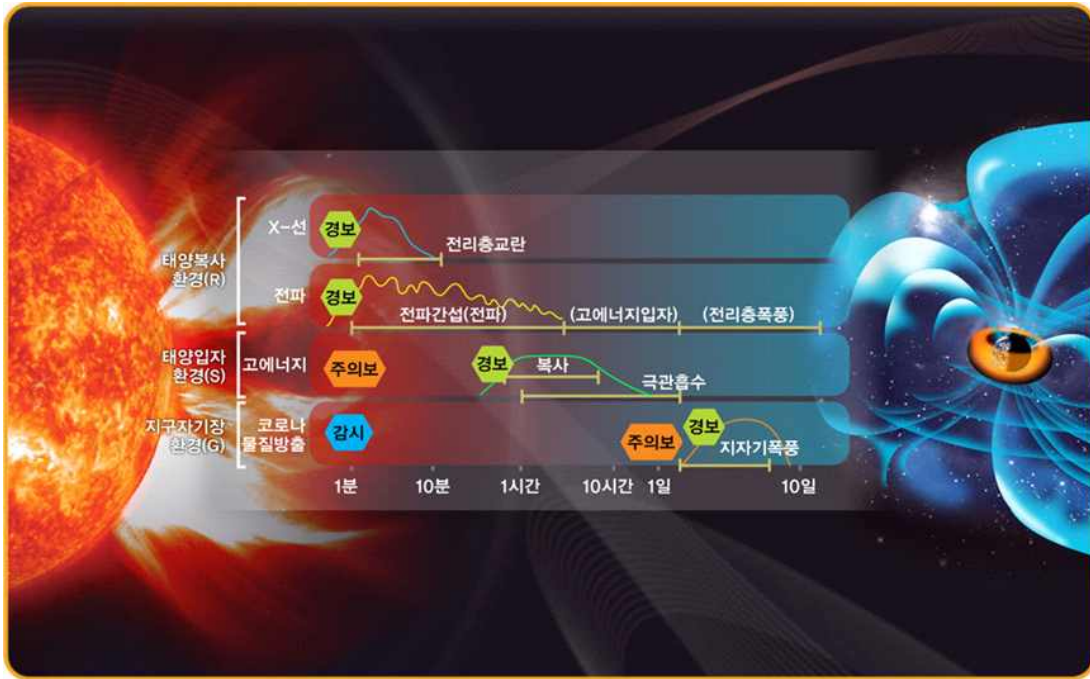 태양복사
환경(R)
X-선
경보
전리층교란
전파
경보
전파간섭(전파)
(고에너지입자)
(전리층폭풍)
태양입자
환경(S)
고에너지
주의보
경보
복사
극관흡수
지구자기장
환경(G)
코로나
물질방출
감시
주의보
경보
지자기폭풍
1분
10분
1시간
10시간
1일
10일